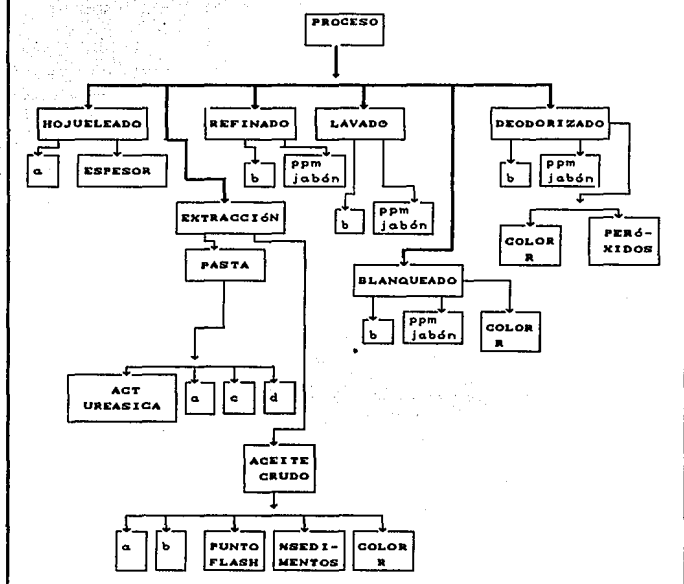 PROCESO
HOJUELEADO
REFINADO
LAVADO
DEODORIZADO
a
ESPESOR
b
ppm
jabón
b
ppm
jabón
b
ppm
jabón
EXTRACCIÓN
COLOR
R
PERÓ-
XIDOS
PASTA
BLANQUEADO
b
ppm
jabón
COLOR
R
ACT
UREASICA
a
c
d
ACEITE
CRUDO
a
b
PUNTO
FLASH
NSEDI-
MENTOS
COLOR
R